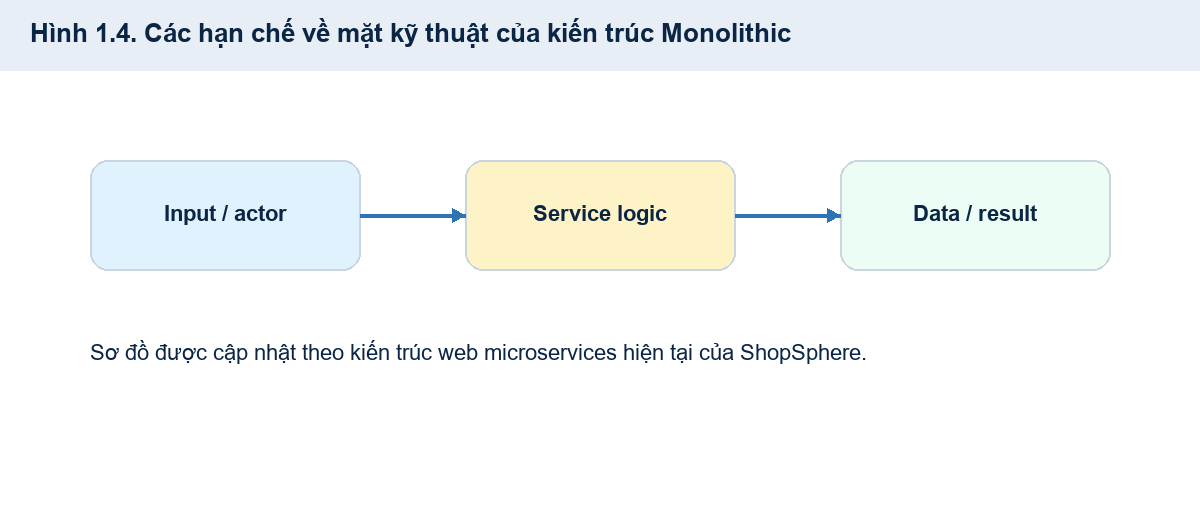 Hình 1.4. Các hạn chế về mặt kỹ thuật của kiến trúc Monolithic
Input / actor
Service logic
Data / result
Sơ đồ được cập nhật theo kiến trúc web microservices hiện tại của ShopSphere.